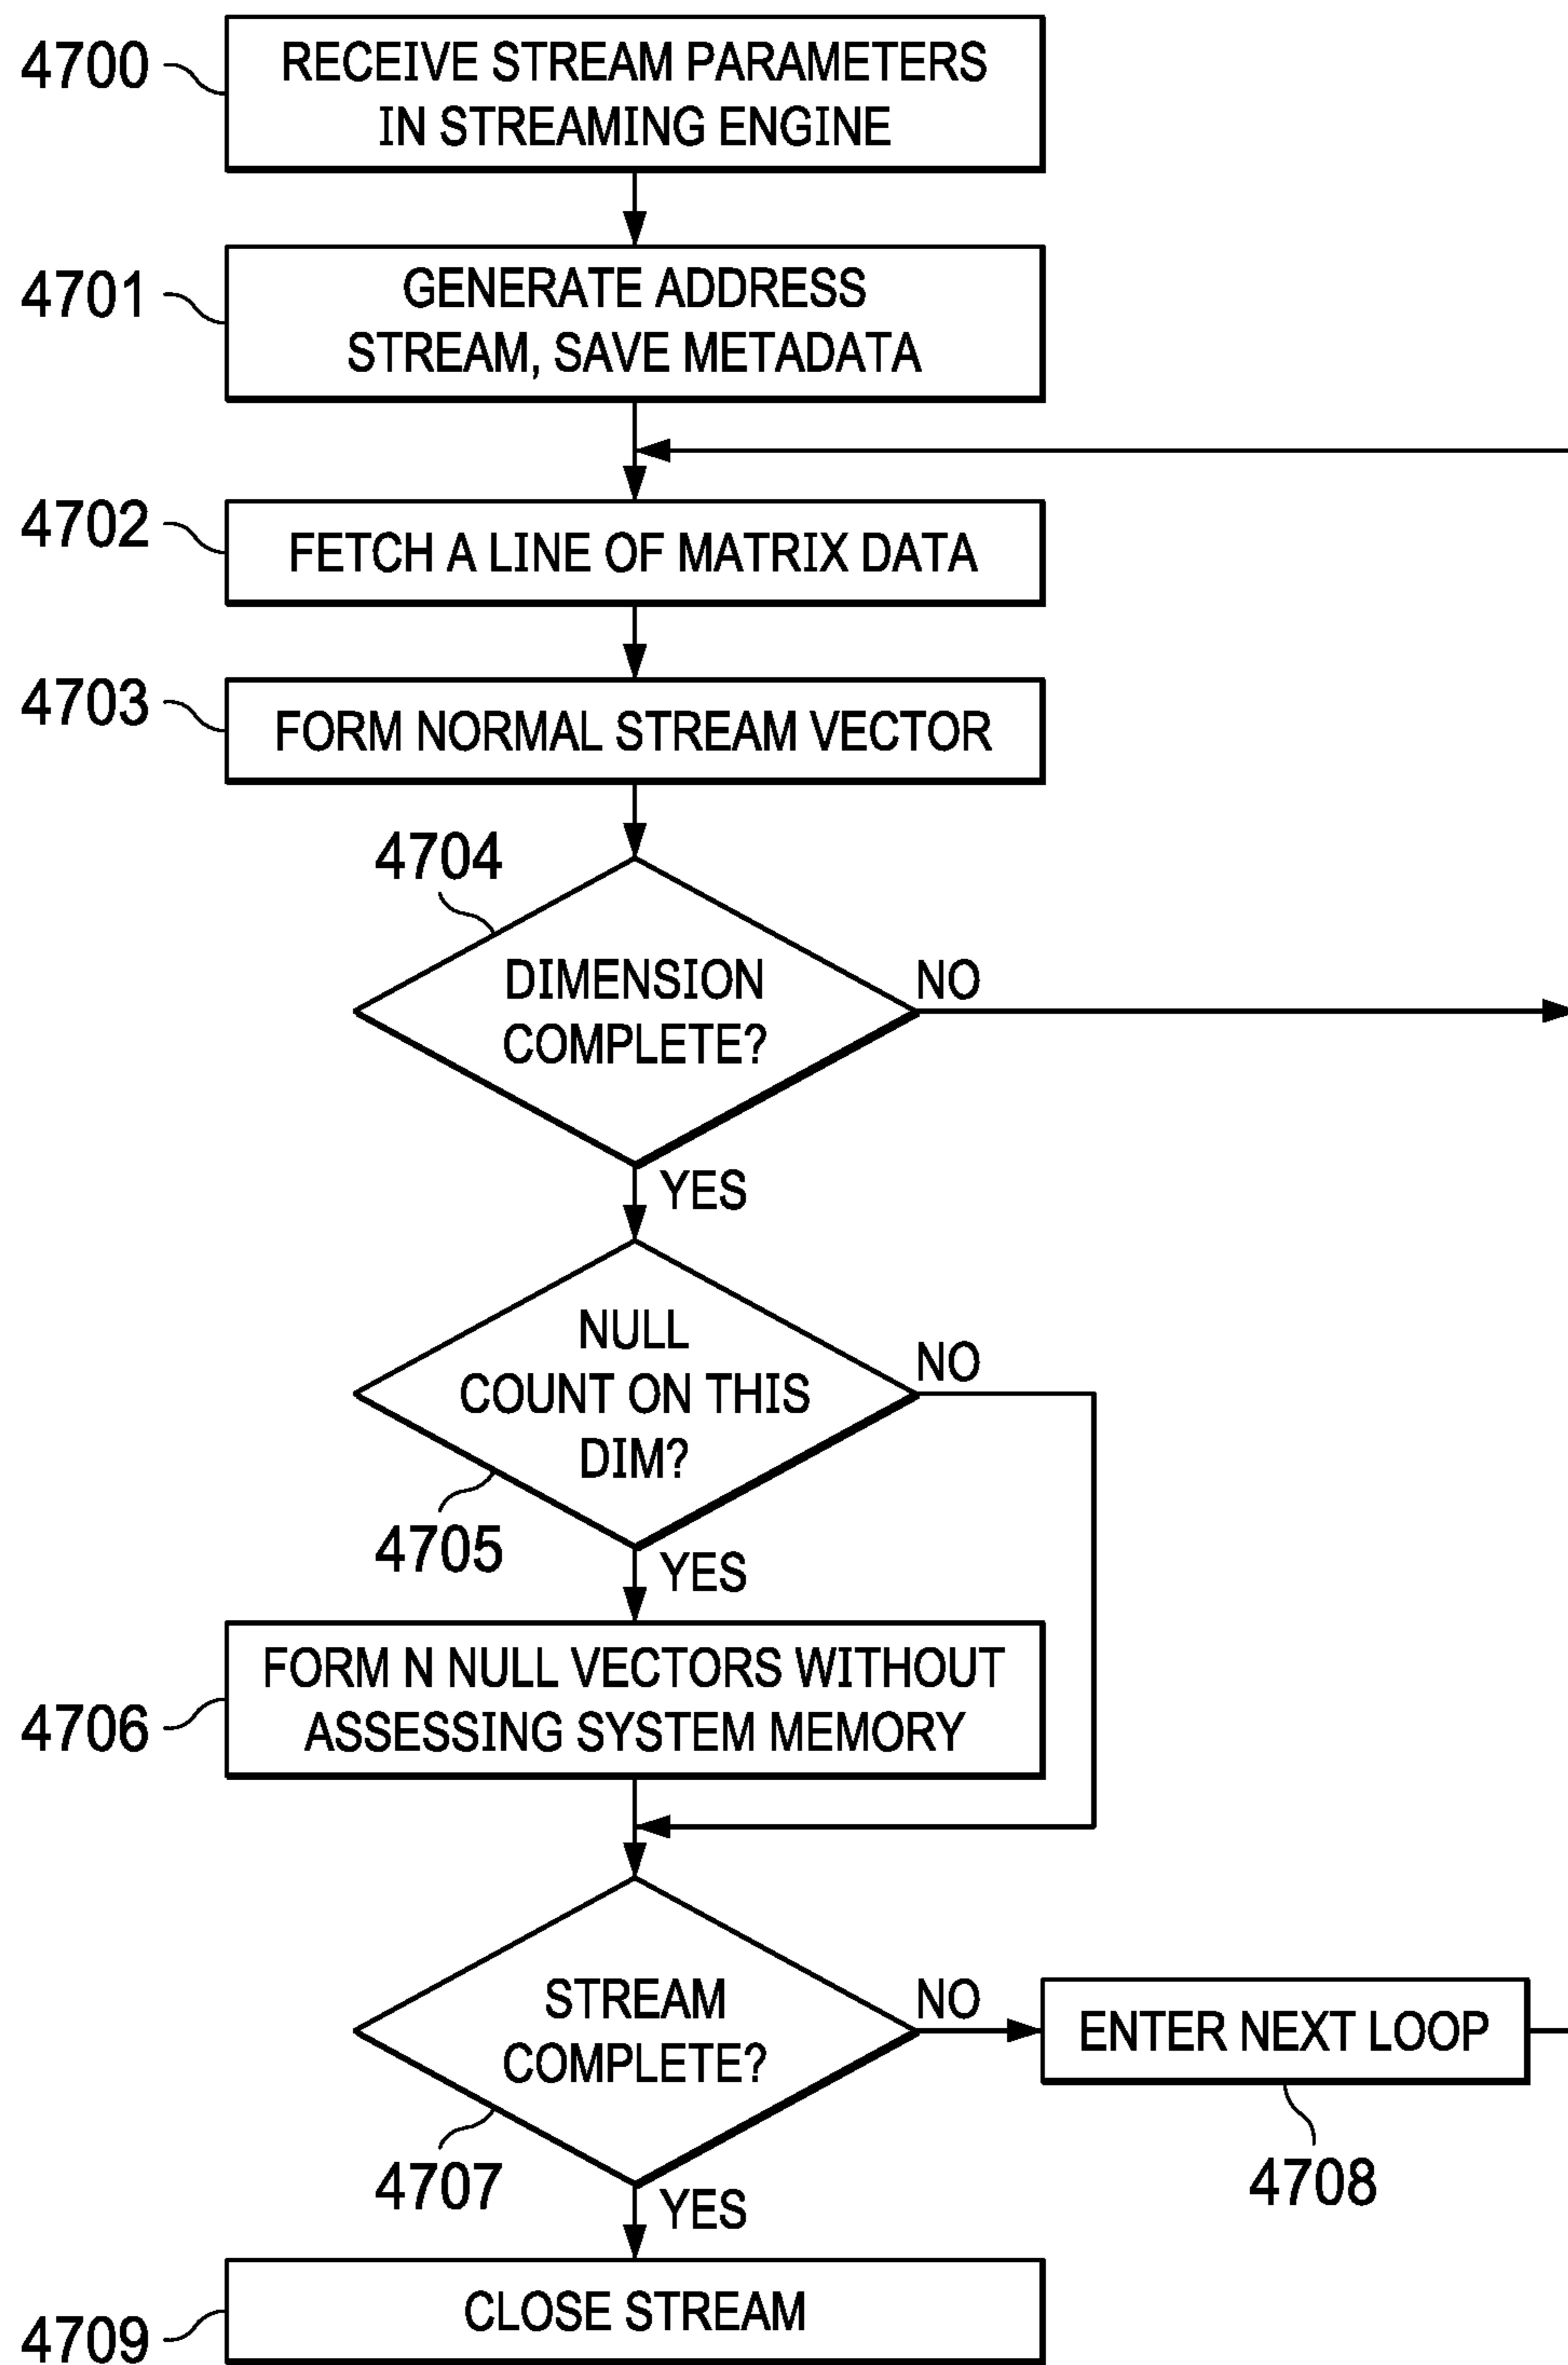 4700
RECEIVE STREAM PARAMETERS
IN STREAMING ENGINE
4701
GENERATE ADDRESS
STREAM, SAVE METADATA
4702
FETCH A LINE OF MATRIX DATA
4703
FORM NORMAL STREAM VECTOR
4704
DIMENSION
COMPLETE?
NO
YES
NULL
COUNT ON THIS
DIM?
NO
4705
YES
4706
FORM N NULL VECTORS WITHOUT
ASSESSING SYSTEM MEMORY
STREAM
COMPLETE?
NO
ENTER NEXT LOOP
4707
4708
YES
4709
CLOSE STREAM